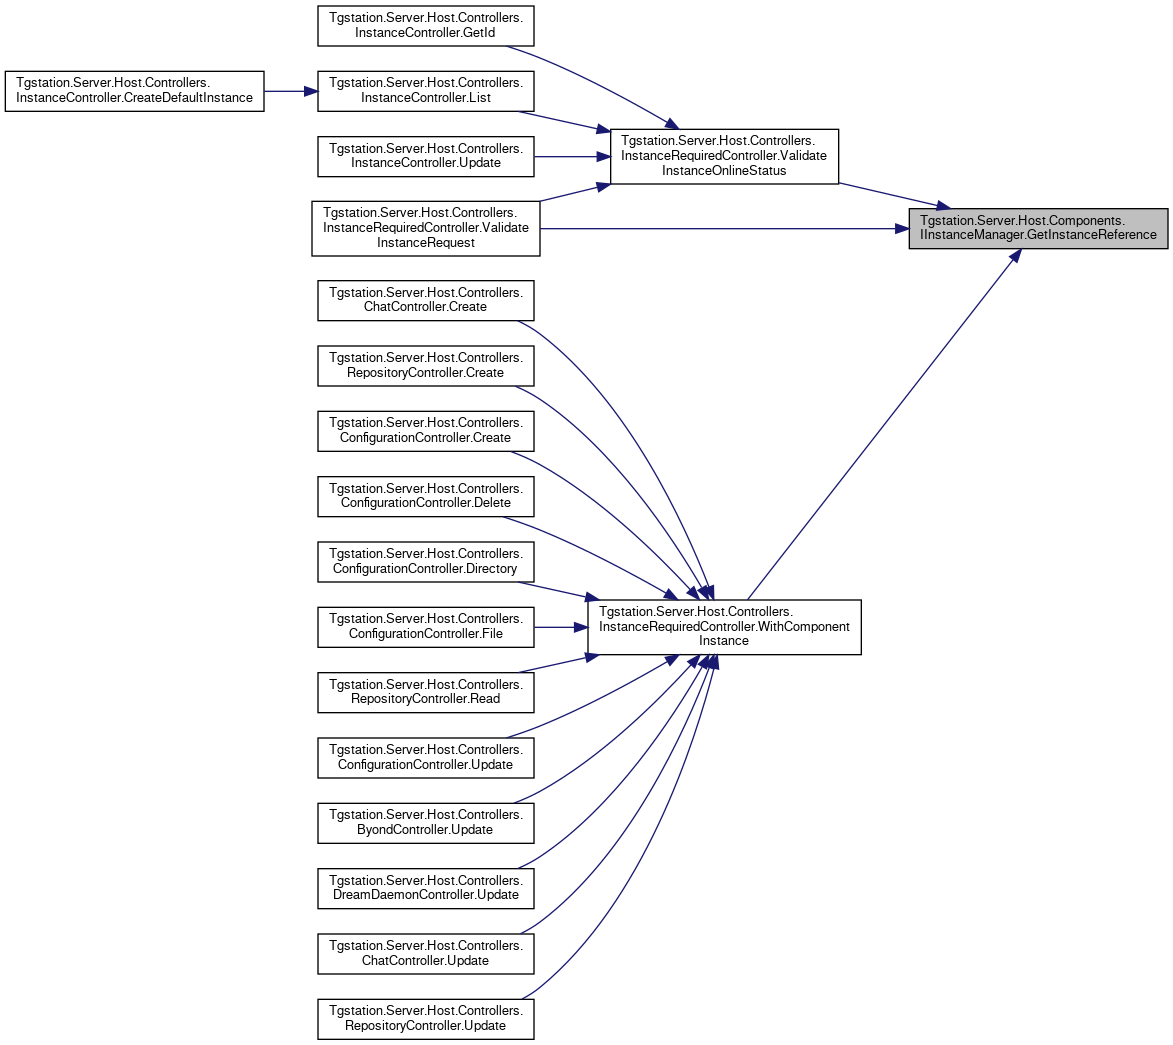 Tgstation.Server.Host.Controllers.
InstanceController.GetId
Tgstation.Server.Host.Controllers.
InstanceController.CreateDefaultInstance
Tgstation.Server.Host.Controllers.
InstanceController.List
Tgstation.Server.Host.Controllers.
InstanceController.Update
Tgstation.Server.Host.Controllers.
InstanceRequiredController.Validate
InstanceOnlineStatus
Tgstation.Server.Host.Controllers.
InstanceRequiredController.Validate
InstanceRequest
Tgstation.Server.Host.Components.
IInstanceManager.GetInstanceReference
Tgstation.Server.Host.Controllers.
ChatController.Create
Tgstation.Server.Host.Controllers.
RepositoryController.Create
Tgstation.Server.Host.Controllers.
ConfigurationController.Create
Tgstation.Server.Host.Controllers.
ConfigurationController.Delete
Tgstation.Server.Host.Controllers.
ConfigurationController.Directory
Tgstation.Server.Host.Controllers.
ConfigurationController.File
Tgstation.Server.Host.Controllers.
InstanceRequiredController.WithComponent
Instance
Tgstation.Server.Host.Controllers.
RepositoryController.Read
Tgstation.Server.Host.Controllers.
ConfigurationController.Update
Tgstation.Server.Host.Controllers.
ByondController.Update
Tgstation.Server.Host.Controllers.
DreamDaemonController.Update
Tgstation.Server.Host.Controllers.
ChatController.Update
Tgstation.Server.Host.Controllers.
RepositoryController.Update